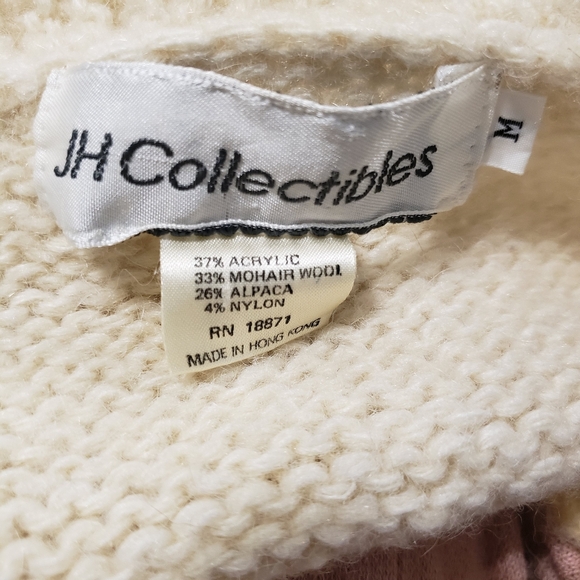 JH Collectibles
M
37% ACRYLIC
33% MOHAIR WOOL
26% ALPACA
4% NYLON
RN 18871
MADE IN HONG KONG